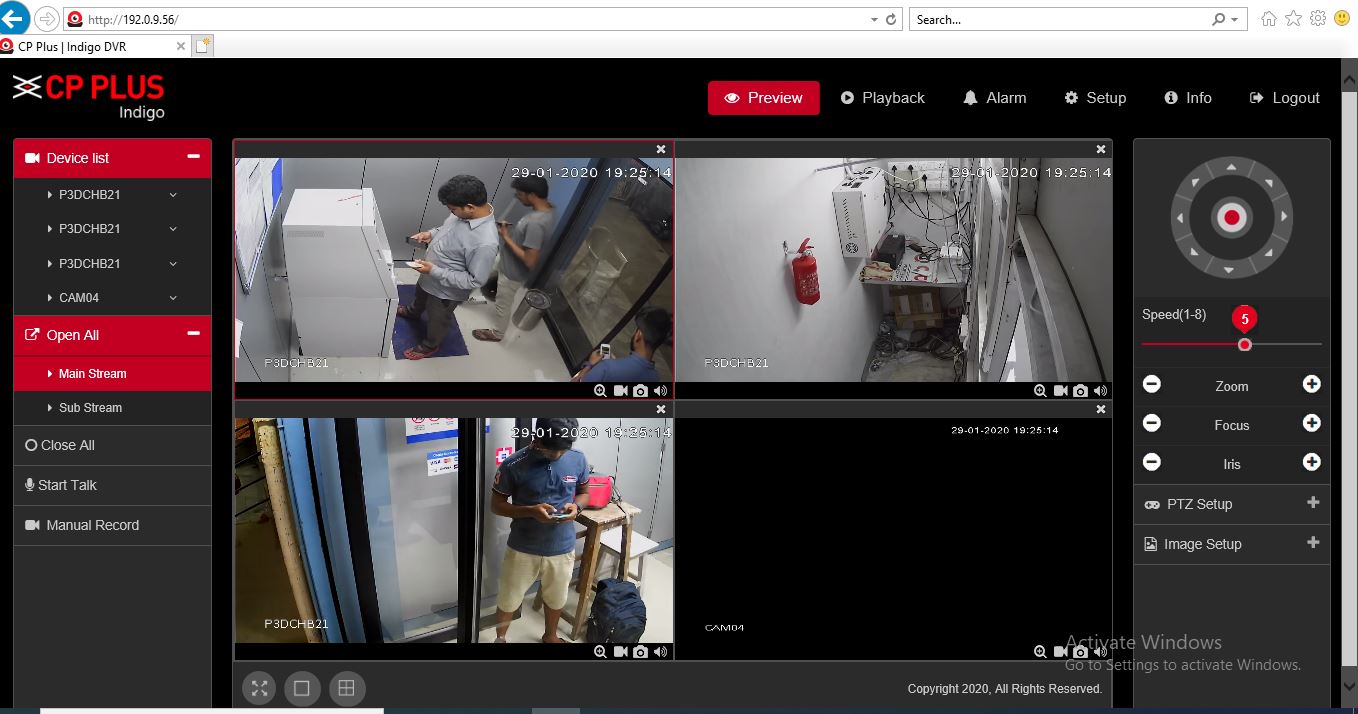 http://192.0.9.56/
Search...
CP Plus | Indigo DVR
CP PLUS
Indigo
Preview
Playback
Alarm
Setup
Info
Logout
Device list
P3DCHB21
P3DCHB21
P3DCHB21
CAM04
Open All
Main Stream
Sub Stream
Close All
Start Talk
Manual Record
29-01-2020 19:25:14
P3DCHB21
29-01-2020 19:25:14
P3DCHB21
29-01-2020 19:25:14
VISA
P3DCHB21
29-01-2020 19:25:14
CAM04
Speed(1-8)
5
Zoom
Focus
Iris
PTZ Setup
Image Setup
Activate Windows
Go to Settings to activate Windows.
Copyright 2020, All Rights Reserved.